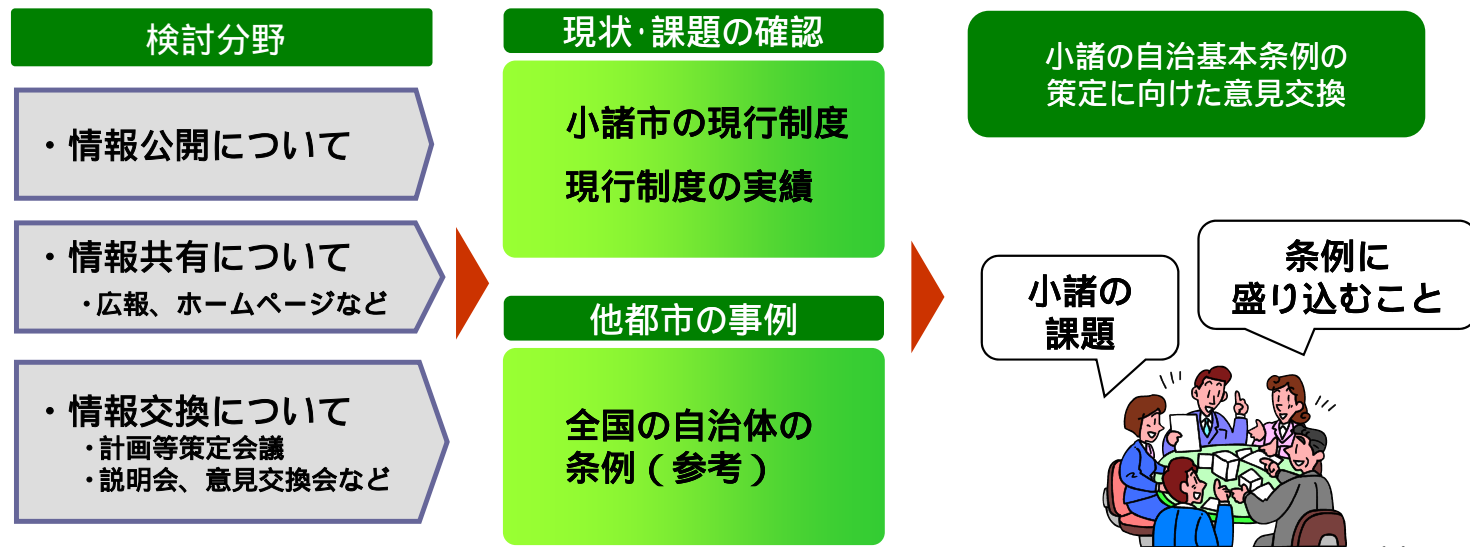 検討分野
・情報公開について
・情報共有について
・広報、ホームページなど
・情報交換について
・計画等策定会議
・説明会、意見交換会など
現状・課題の確認
小諸市の現行制度
現行制度の実績
他都市の事例
全国の自治体の
条例（参考）
小諸の自治基本条例の
策定に向けた意見交換
小諸の
課題
条例に
盛り込むこと